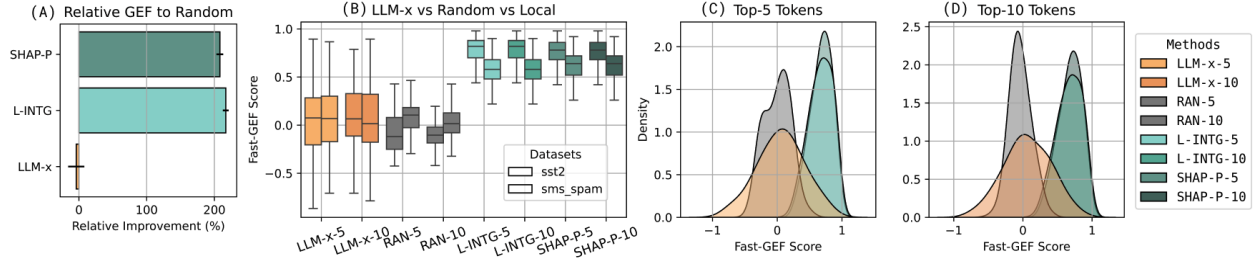 (A) Relative GEF to Random
SHAP-P
L-INTG
LLM-x
0
100
200
Relative Improvement (%)
(B) LLM-x vs Random vs Local
Fast-GEF Score
1.0
0.5
0.0
−0.5
Datasets
sst2
sms_spam
LLM-x-5
LLM-x-10
RAN-5
RAN-10
L-INTG-5
L-INTG-10
SHAP-P-5
SHAP-P-10
(C) Top-5 Tokens
Density
2.0
1.5
1.0
0.5
0.0
−1
0
1
Fast-GEF Score
(D) Top-10 Tokens
2.5
2.0
1.5
1.0
0.5
0.0
−1
0
1
Fast-GEF Score
Methods
LLM-x-5
LLM-x-10
RAN-5
RAN-10
L-INTG-5
L-INTG-10
SHAP-P-5
SHAP-P-10